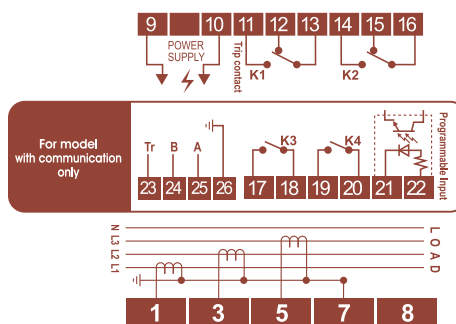 9 10 11 12 13 14 15 16
POWER
SUPPLY
Trip contact
K1
K2
For model
with communication
only
Tr B A
K3
K4
Programmable Input
23 24 25 26 17 18 19 20 21 22
N L3 L2 L1
LOAD
1 3 5 7 8